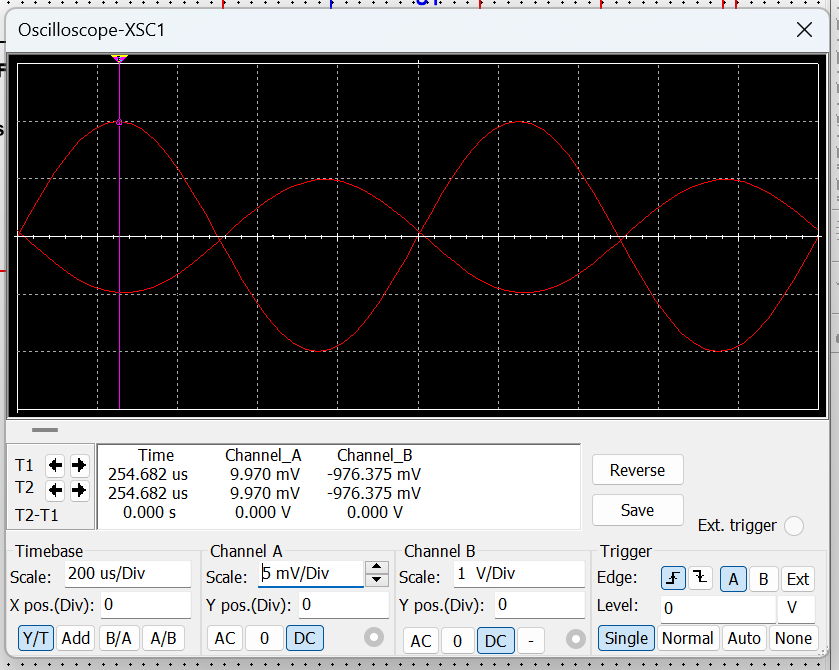 Oscilloscope-XSC1
Time Channel_A Channel_B
T1 254.682 us 9.970 mV -976.375 mV
T2 254.682 us 9.970 mV -976.375 mV
T2-T1 0.000 s 0.000 V 0.000 V
Reverse
Save
Ext. trigger
Timebase
Scale: 200 us/Div
X pos.(Div): 0
Y/T Add B/A A/B
Channel A
Scale: 5 mV/Div
Y pos.(Div): 0
AC 0 DC
Channel B
Scale: 1 V/Div
Y pos.(Div): 0
AC 0 DC -
Trigger
Edge: A B Ext
Level: 0 V
Single Normal Auto None